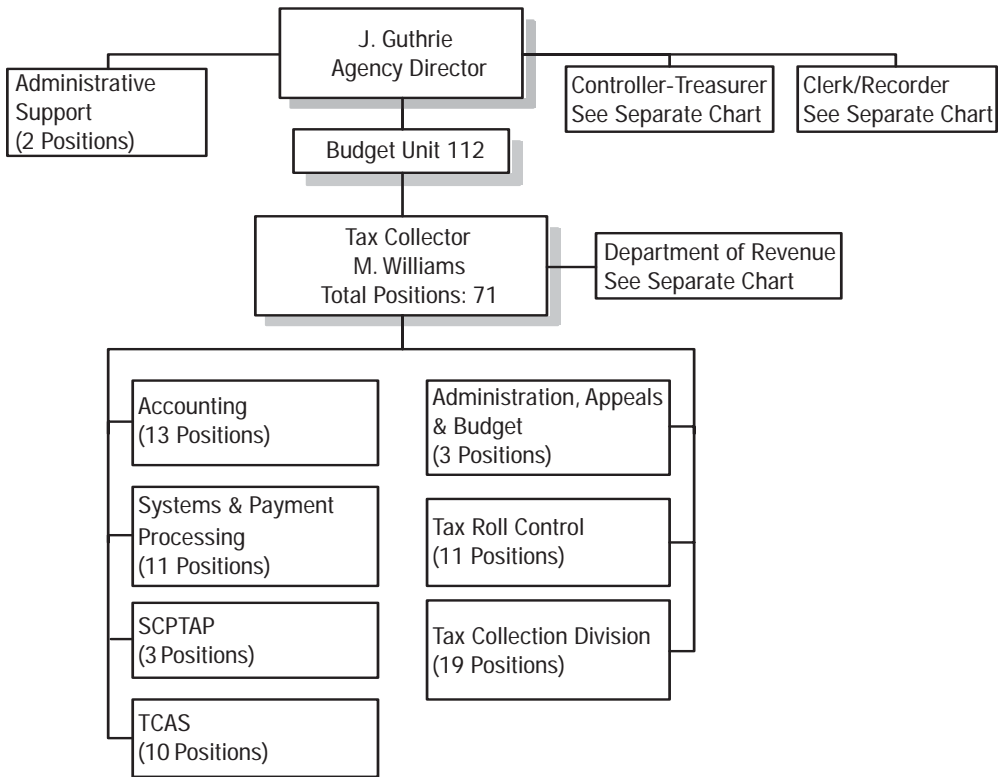 J. Guthrie
Agency Director
Administrative
Support
(2 Positions)
Controller-Treasurer
See Separate Chart
Clerk/Recorder
See Separate Chart
Budget Unit 112
Tax Collector
M. Williams
Total Positions: 71
Department of Revenue
See Separate Chart
Accounting
(13 Positions)
Systems & Payment
Processing
(11 Positions)
SCPTAP
(3 Positions)
TCAS
(10 Positions)
Administration, Appeals
& Budget
(3 Positions)
Tax Roll Control
(11 Positions)
Tax Collection Division
(19 Positions)